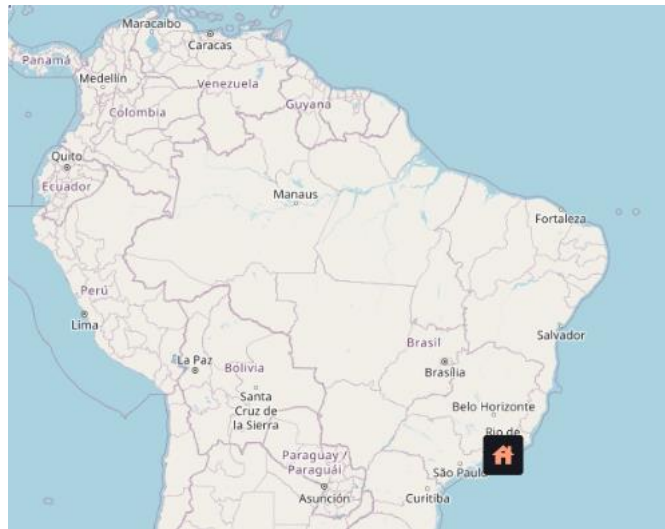 Maracaibo
Caracas
Panamá
Medellín
Venezuela
Guyana
Colombia
Quito
Ecuador
Manaus
Fortaleza
Perú
Lima
Salvador
Brasil
La Paz
Bolivia
Brasília
Santa
Cruz de
la Sierra
Belo Horizonte
Rio de
Paraguay /
Paraguái
São Paulo
Asunción
Curitiba